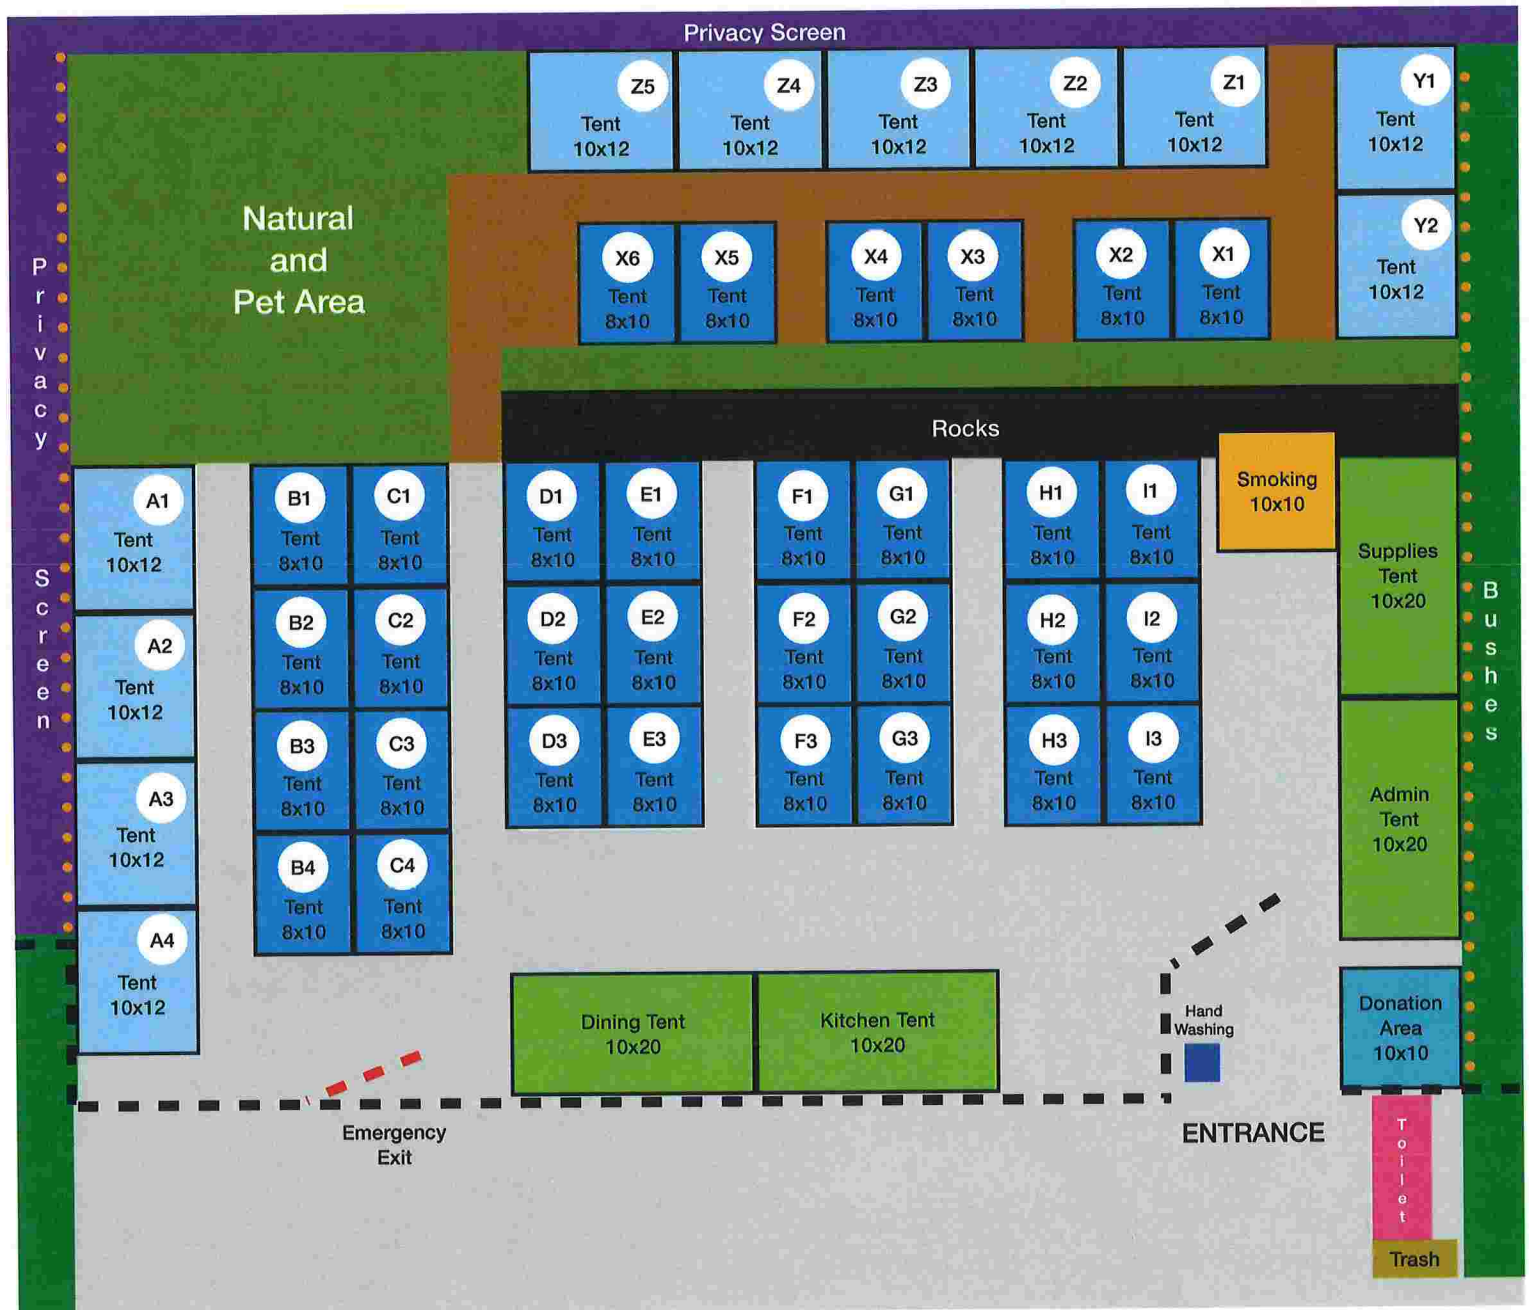 Privacy Screen
Z5
Tent
10x12
Z4
Tent
10x12
Z3
Tent
10x12
Z2
Tent
10x12
Z1
Tent
10x12
Y1
Tent
10x12
Y2
Tent
10x12
Natural
and
Pet Area
X6
Tent
8x10
X5
Tent
8x10
X4
Tent
8x10
X3
Tent
8x10
X2
Tent
8x10
X1
Tent
8x10
Privacy
Screen
Rocks
Smoking
10x10
A1
Tent
10x12
A2
Tent
10x12
A3
Tent
10x12
A4
Tent
10x12
B1
Tent
8x10
C1
Tent
8x10
B2
Tent
8x10
C2
Tent
8x10
B3
Tent
8x10
C3
Tent
8x10
B4
Tent
8x10
C4
Tent
8x10
D1
Tent
8x10
E1
Tent
8x10
D2
Tent
8x10
E2
Tent
8x10
D3
Tent
8x10
E3
Tent
8x10
F1
Tent
8x10
G1
Tent
8x10
F2
Tent
8x10
G2
Tent
8x10
F3
Tent
8x10
G3
Tent
8x10
H1
Tent
8x10
I1
Tent
8x10
H2
Tent
8x10
I2
Tent
8x10
H3
Tent
8x10
I3
Tent
8x10
Supplies
Tent
10x20
Admin
Tent
10x20
Bushes
Dining Tent
10x20
Kitchen Tent
10x20
Hand
Washing
Donation
Area
10x10
Emergency
Exit
ENTRANCE
Toilet
Trash